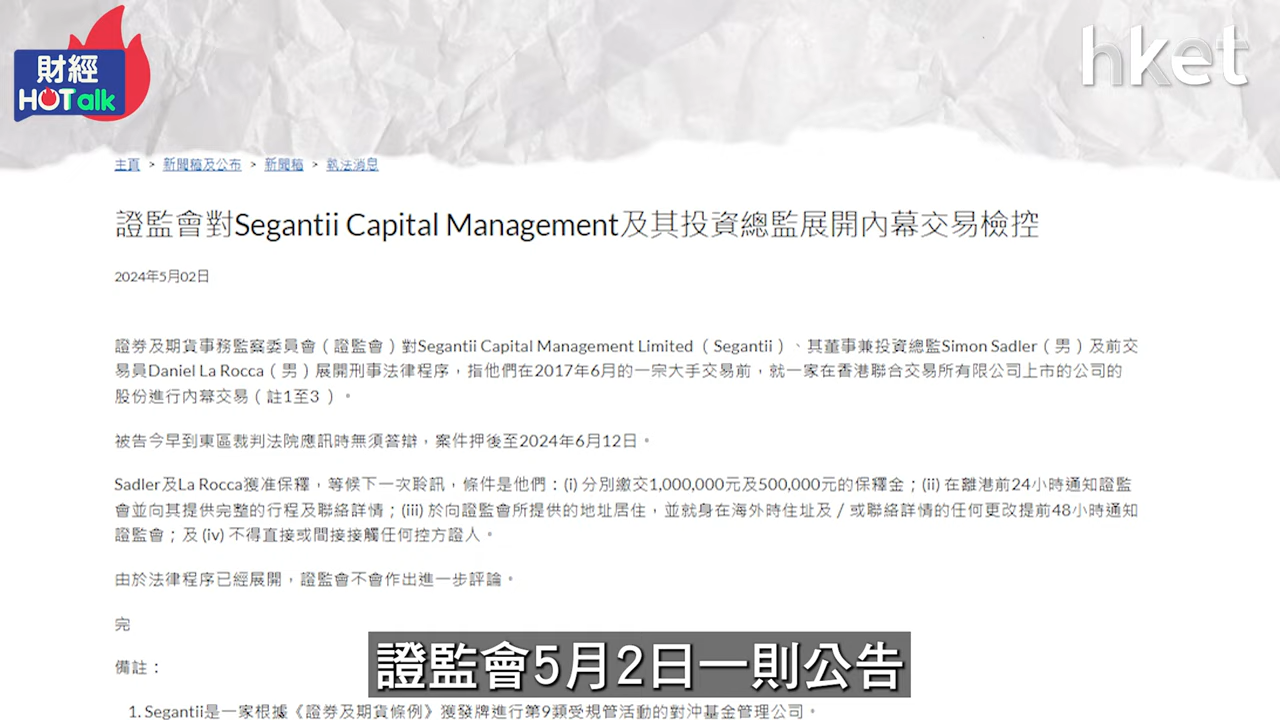 財經
HOTalk
hket
主頁 > 新聞稿及公布 > 新聞稿 > 執法消息
證監會對Segantii Capital Management及其投資總監展開內幕交易檢控
2024年5月02日
證券及期貨事務監察委員會（證監會）對Segantii Capital Management Limited （Segantii）、其董事兼投資總監Simon Sadler（男）及前交
易員Daniel La Rocca（男）展開刑事法律程序，指他們在2017年6月的一宗大手交易前，就一家在香港聯合交易所有限公司上市的公司的
股份進行內幕交易（註1至3 ）。
被告今早到東區裁判法院應訊時無須答辯，案件押後至2024年6月12日。
Sadler及La Rocca獲准保釋，等候下一次聆訊，條件是他們：(i) 分別繳交1,000,000元及500,000元的保釋金；(ii) 在離港前24小時通知證監
會並向其提供完整的行程及聯絡詳情；(iii) 於向證監會所提供的地址居住，並就身在海外時住址及／或聯絡詳情的任何更改提前48小時通知
證監會；及 (iv) 不得直接或間接接觸任何控方證人。
由於法律程序已經展開，證監會不會作出進一步評論。
完
備註：
1. Segantii是一家根據《證券及期貨條例》獲發牌進行第9類受規管活動的對沖基金管理公司。
證監會5月2日一則公告